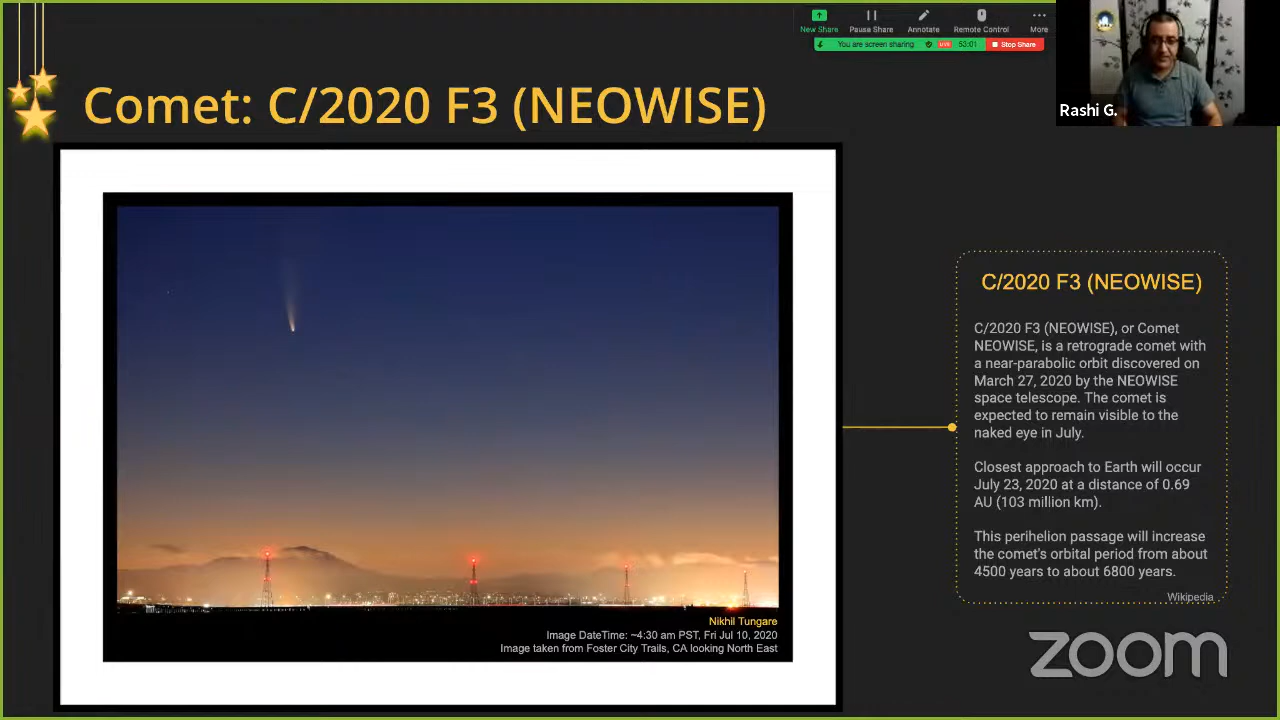 New Share
Pause Share
Annotate
Remote Control
More
You are screen sharing
LIVE
53:01
Stop Share
Rashi G.
Comet: C/2020 F3 (NEOWISE)
C/2020 F3 (NEOWISE)
C/2020 F3 (NEOWISE), or Comet
NEOWISE, is a retrograde comet with
a near-parabolic orbit discovered on
March 27, 2020 by the NEOWISE
space telescope. The comet is
expected to remain visible to the
naked eye in July.
Closest approach to Earth will occur
July 23, 2020 at a distance of 0.69
AU (103 million km).
This perihelion passage will increase
the comet's orbital period from about
4500 years to about 6800 years.
Wikipedia
Nikhil Tungare
Image DateTime: ~4:30 am PST, Fri Jul 10, 2020
Image taken from Foster City Trails, CA looking North East
zoom